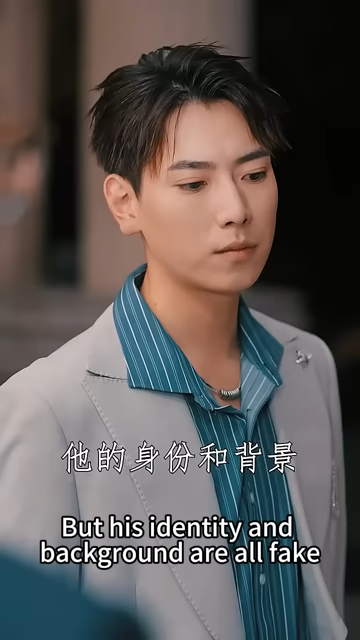 他的身份和背景
But his identity and
background are all fake